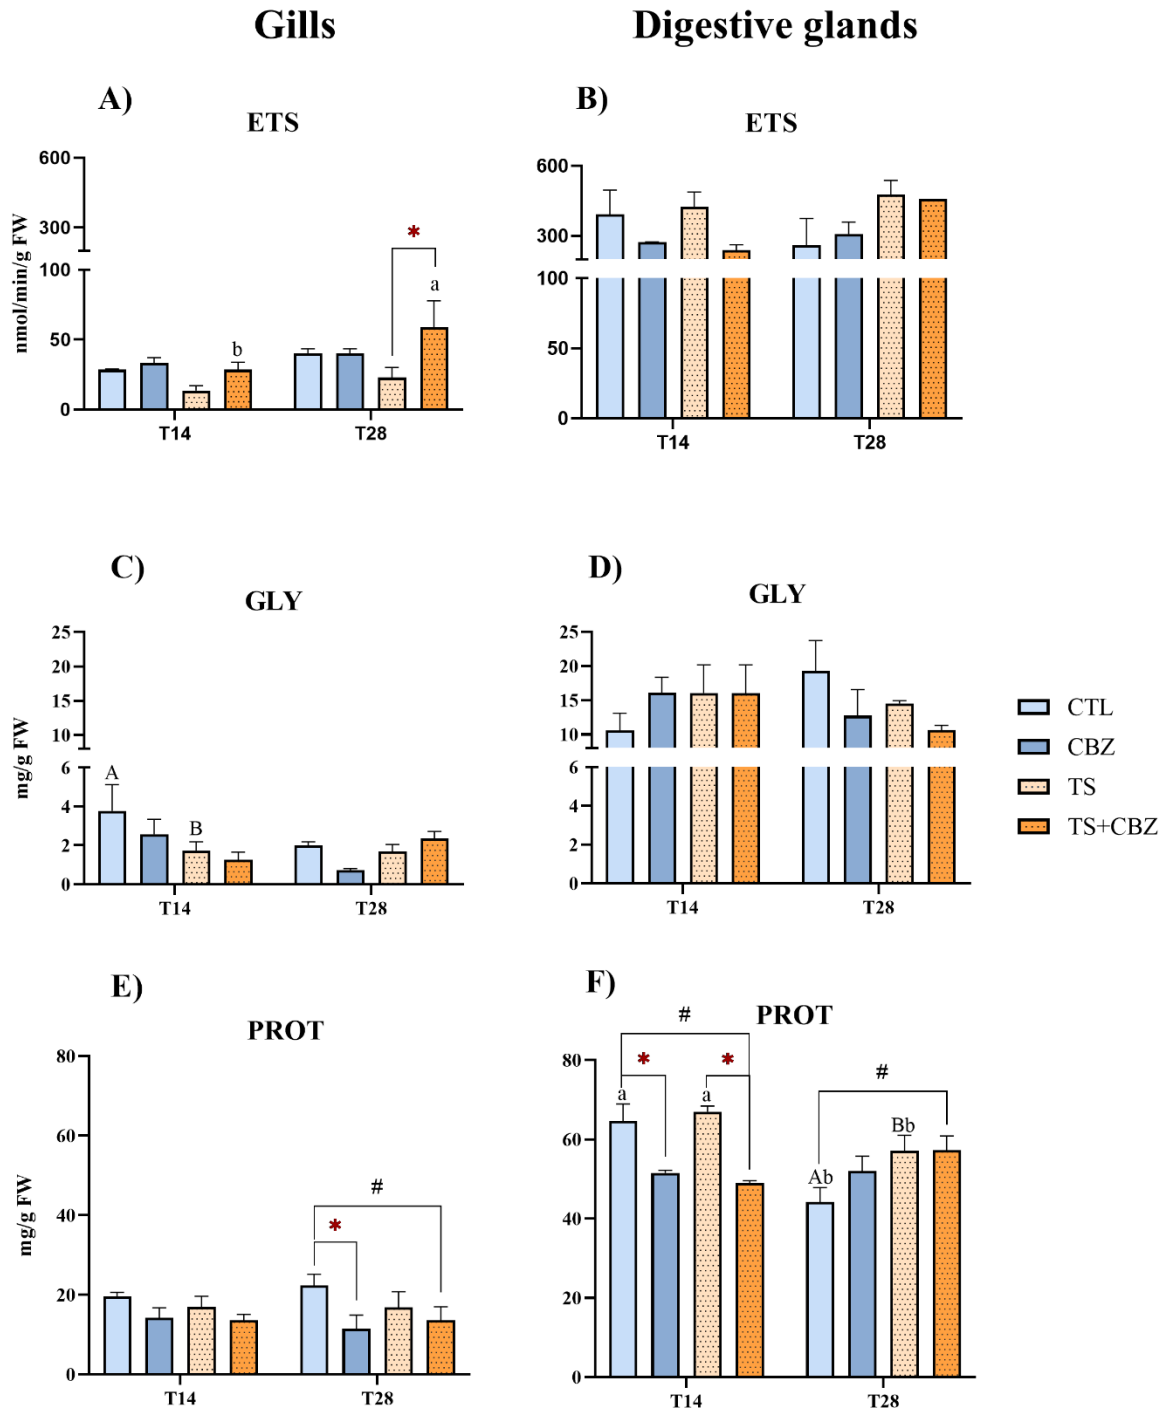 Gills
Digestive glands
A)
ETS
nmol/min/g FW
600
300
100
50
0
*
b
a
T14
T28
B)
ETS
600
300
100
50
0
T14
T28
C)
GLY
mg/g FW
25
20
15
10
6
4
2
0
A
B
T14
T28
D)
GLY
25
20
15
10
6
4
2
0
T14
T28
CTL
CBZ
TS
TS+CBZ
E)
PROT
mg/g FW
80
60
40
20
0
#
*
T14
T28
F)
PROT
80
60
40
20
0
#
* *
a a
#
Ab Bb
T14
T28